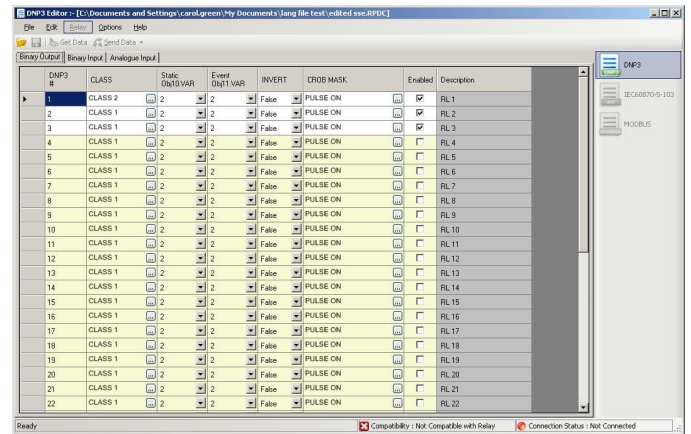 DNP3 Editor :- [C:\Documents and Settings\carol.green\My Documents\lang file test\edited sse.RPDC]
File Edit Relay Options Help
Get Data Send Data
Binary Output Binary Input Analogue Input
DNP3 # CLASS Static Obj10.VAR Event Obj11.VAR INVERT CROB MASK Enabled Description
1 CLASS 2 ... 2 2 False PULSE ON ... RL 1
2 CLASS 1 ... 2 2 False PULSE ON ... RL 2
3 CLASS 1 ... 2 2 False PULSE ON ... RL 3
4 CLASS 1 ... 2 2 False PULSE ON ... RL 4
5 CLASS 1 ... 2 2 False PULSE ON ... RL 5
6 CLASS 1 ... 2 2 False PULSE ON ... RL 6
7 CLASS 1 ... 2 2 False PULSE ON ... RL 7
8 CLASS 1 ... 2 2 False PULSE ON ... RL 8
9 CLASS 1 ... 2 2 False PULSE ON ... RL 9
10 CLASS 1 ... 2 2 False PULSE ON ... RL 10
11 CLASS 1 ... 2 2 False PULSE ON ... RL 11
12 CLASS 1 ... 2 2 False PULSE ON ... RL 12
13 CLASS 1 ... 2 2 False PULSE ON ... RL 13
14 CLASS 1 ... 2 2 False PULSE ON ... RL 14
15 CLASS 1 ... 2 2 False PULSE ON ... RL 15
16 CLASS 1 ... 2 2 False PULSE ON ... RL 16
17 CLASS 1 ... 2 2 False PULSE ON ... RL 17
18 CLASS 1 ... 2 2 False PULSE ON ... RL 18
19 CLASS 1 ... 2 2 False PULSE ON ... RL 19
20 CLASS 1 ... 2 2 False PULSE ON ... RL 20
21 CLASS 1 ... 2 2 False PULSE ON ... RL 21
22 CLASS 1 ... 2 2 False PULSE ON ... RL 22
DNP3
IEC60870-5-103
MODBUS
Ready Compatibility : Not Compatible with Relay Connection Status : Not Connected